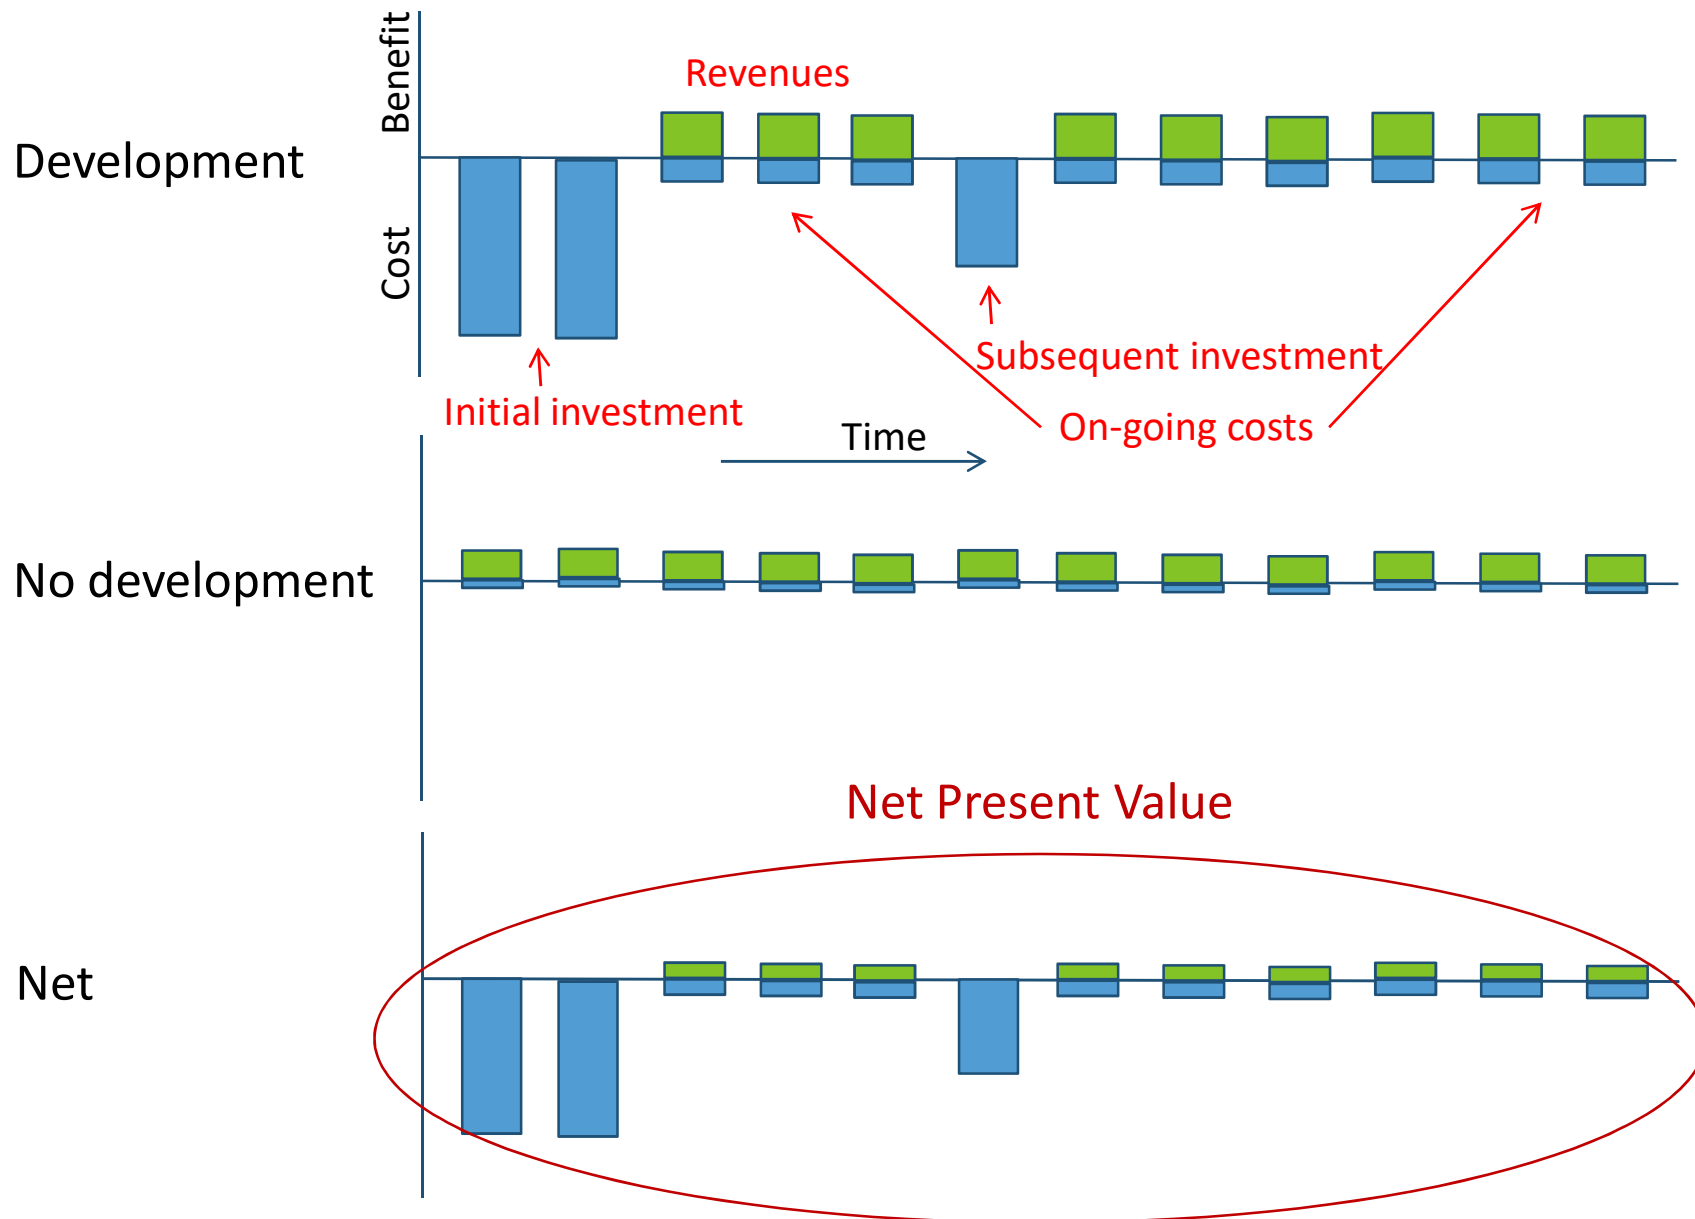 Benefit
Revenues
Development
Cost
Subsequent investment
Initial investment
On-going costs
Time
No development
Net Present Value
Net